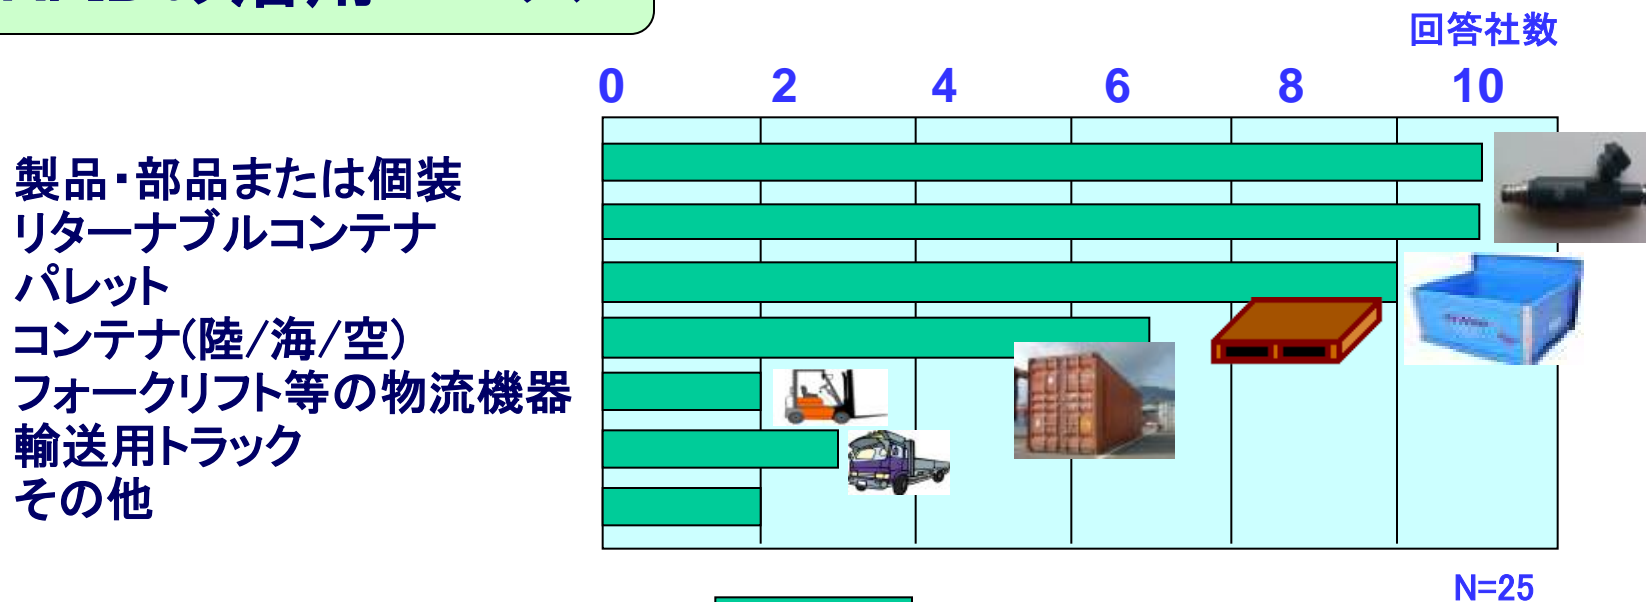 回答社数
0 2 4 6 8 10
製品・部品または個装
リターナブルコンテナ
パレット
コンテナ(陸/海/空)
フォークリフト等の物流機器
輸送用トラック
その他
N=25